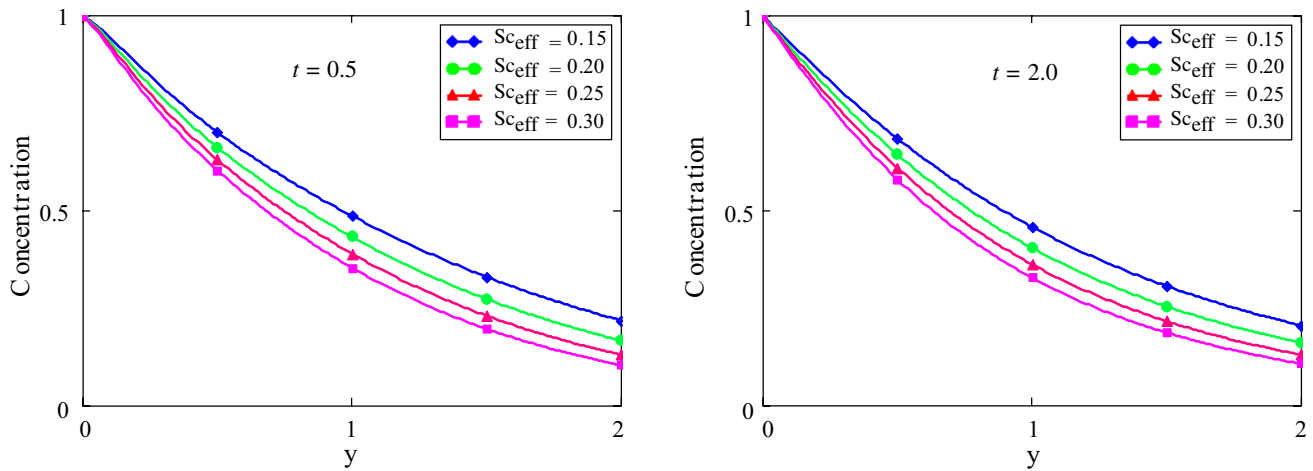 1
Sc_eff = 0.15
Sc_eff = 0.20
Sc_eff = 0.25
Sc_eff = 0.30
t = 0.5
Concentration
0.5
0
0
1
2
y
1
Sc_eff = 0.15
Sc_eff = 0.20
Sc_eff = 0.25
Sc_eff = 0.30
t = 2.0
Concentration
0.5
0
0
1
2
y